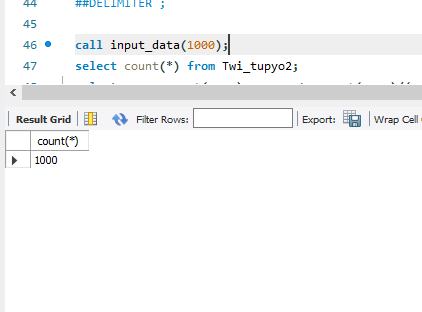 44 ##DELIMITER ;
45
46 call input_data(1000);
47 select count(*) from Twi_tupyo2;
Result Grid Filter Rows: Export: Wrap Cell
count(*)
1000